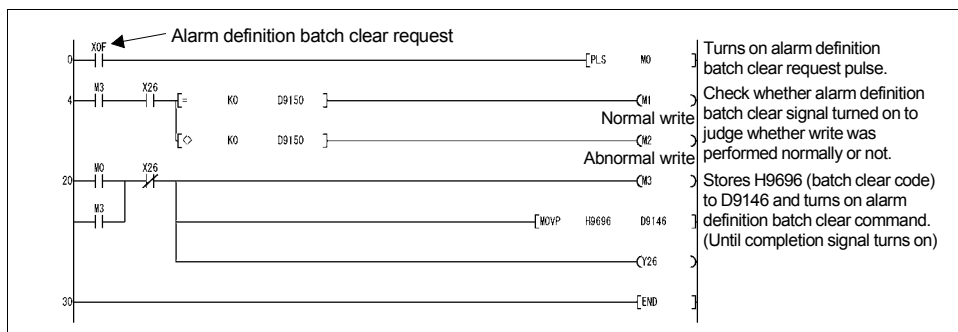 X0F Alarm definition batch clear request
0 [PLS M0 ]
Turns on alarm definition
batch clear request pulse.
M3 X26
4 [= K0 D9150 ] (M1 )
Normal write
[<> K0 D9150 ] (M2 )
Abnormal write
Check whether alarm definition
batch clear signal turned on to
judge whether write was
performed normally or not.
M0 X26
20 (M3 )
M3
[MOVP H9696 D9146 ]
(Y26 )
Stores H9696 (batch clear code)
to D9146 and turns on alarm
definition batch clear command.
(Until completion signal turns on)
30 [END ]